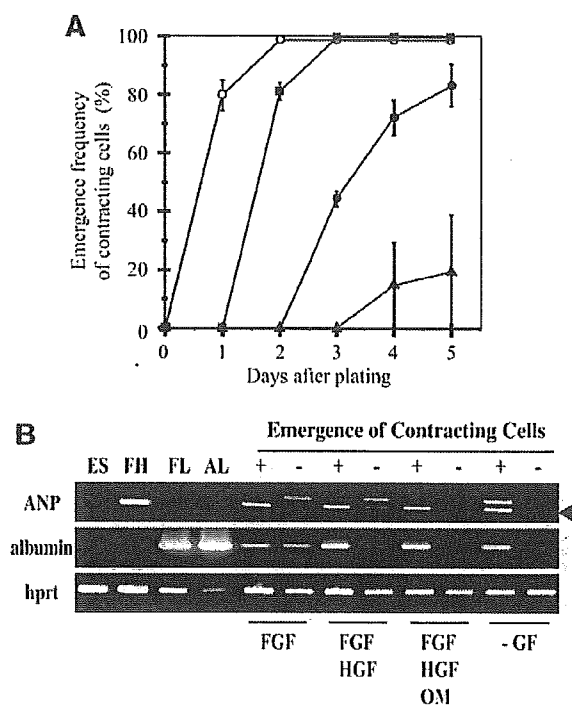 A
Emergence frequency
of contracting cells (%)
100
80
60
40
20
0
0 1 2 3 4 5
Days after plating
B
Emergence of Contracting Cells
ES FH FL AL + - + - + - + -
ANP
albumin
hprt
FGF FGF FGF - GF
HGF HGF
OM